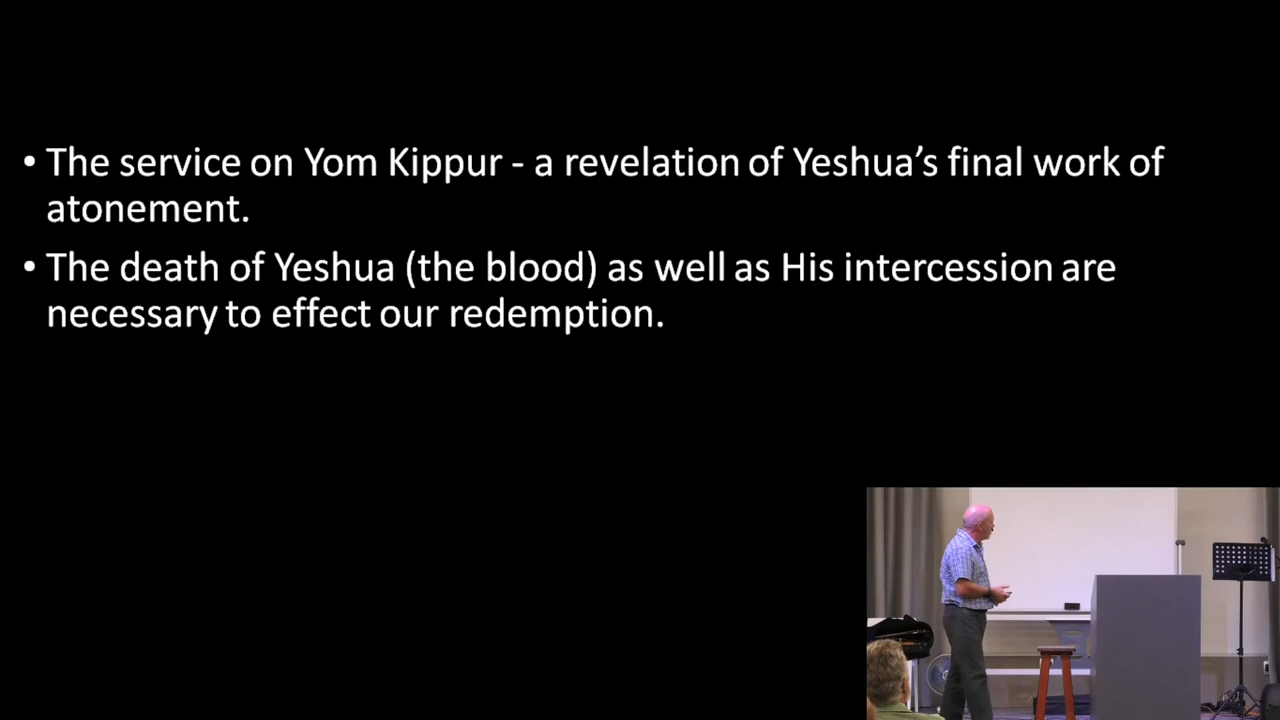 • The service on Yom Kippur - a revelation of Yeshua’s final work of
atonement.
• The death of Yeshua (the blood) as well as His intercession are
necessary to effect our redemption.